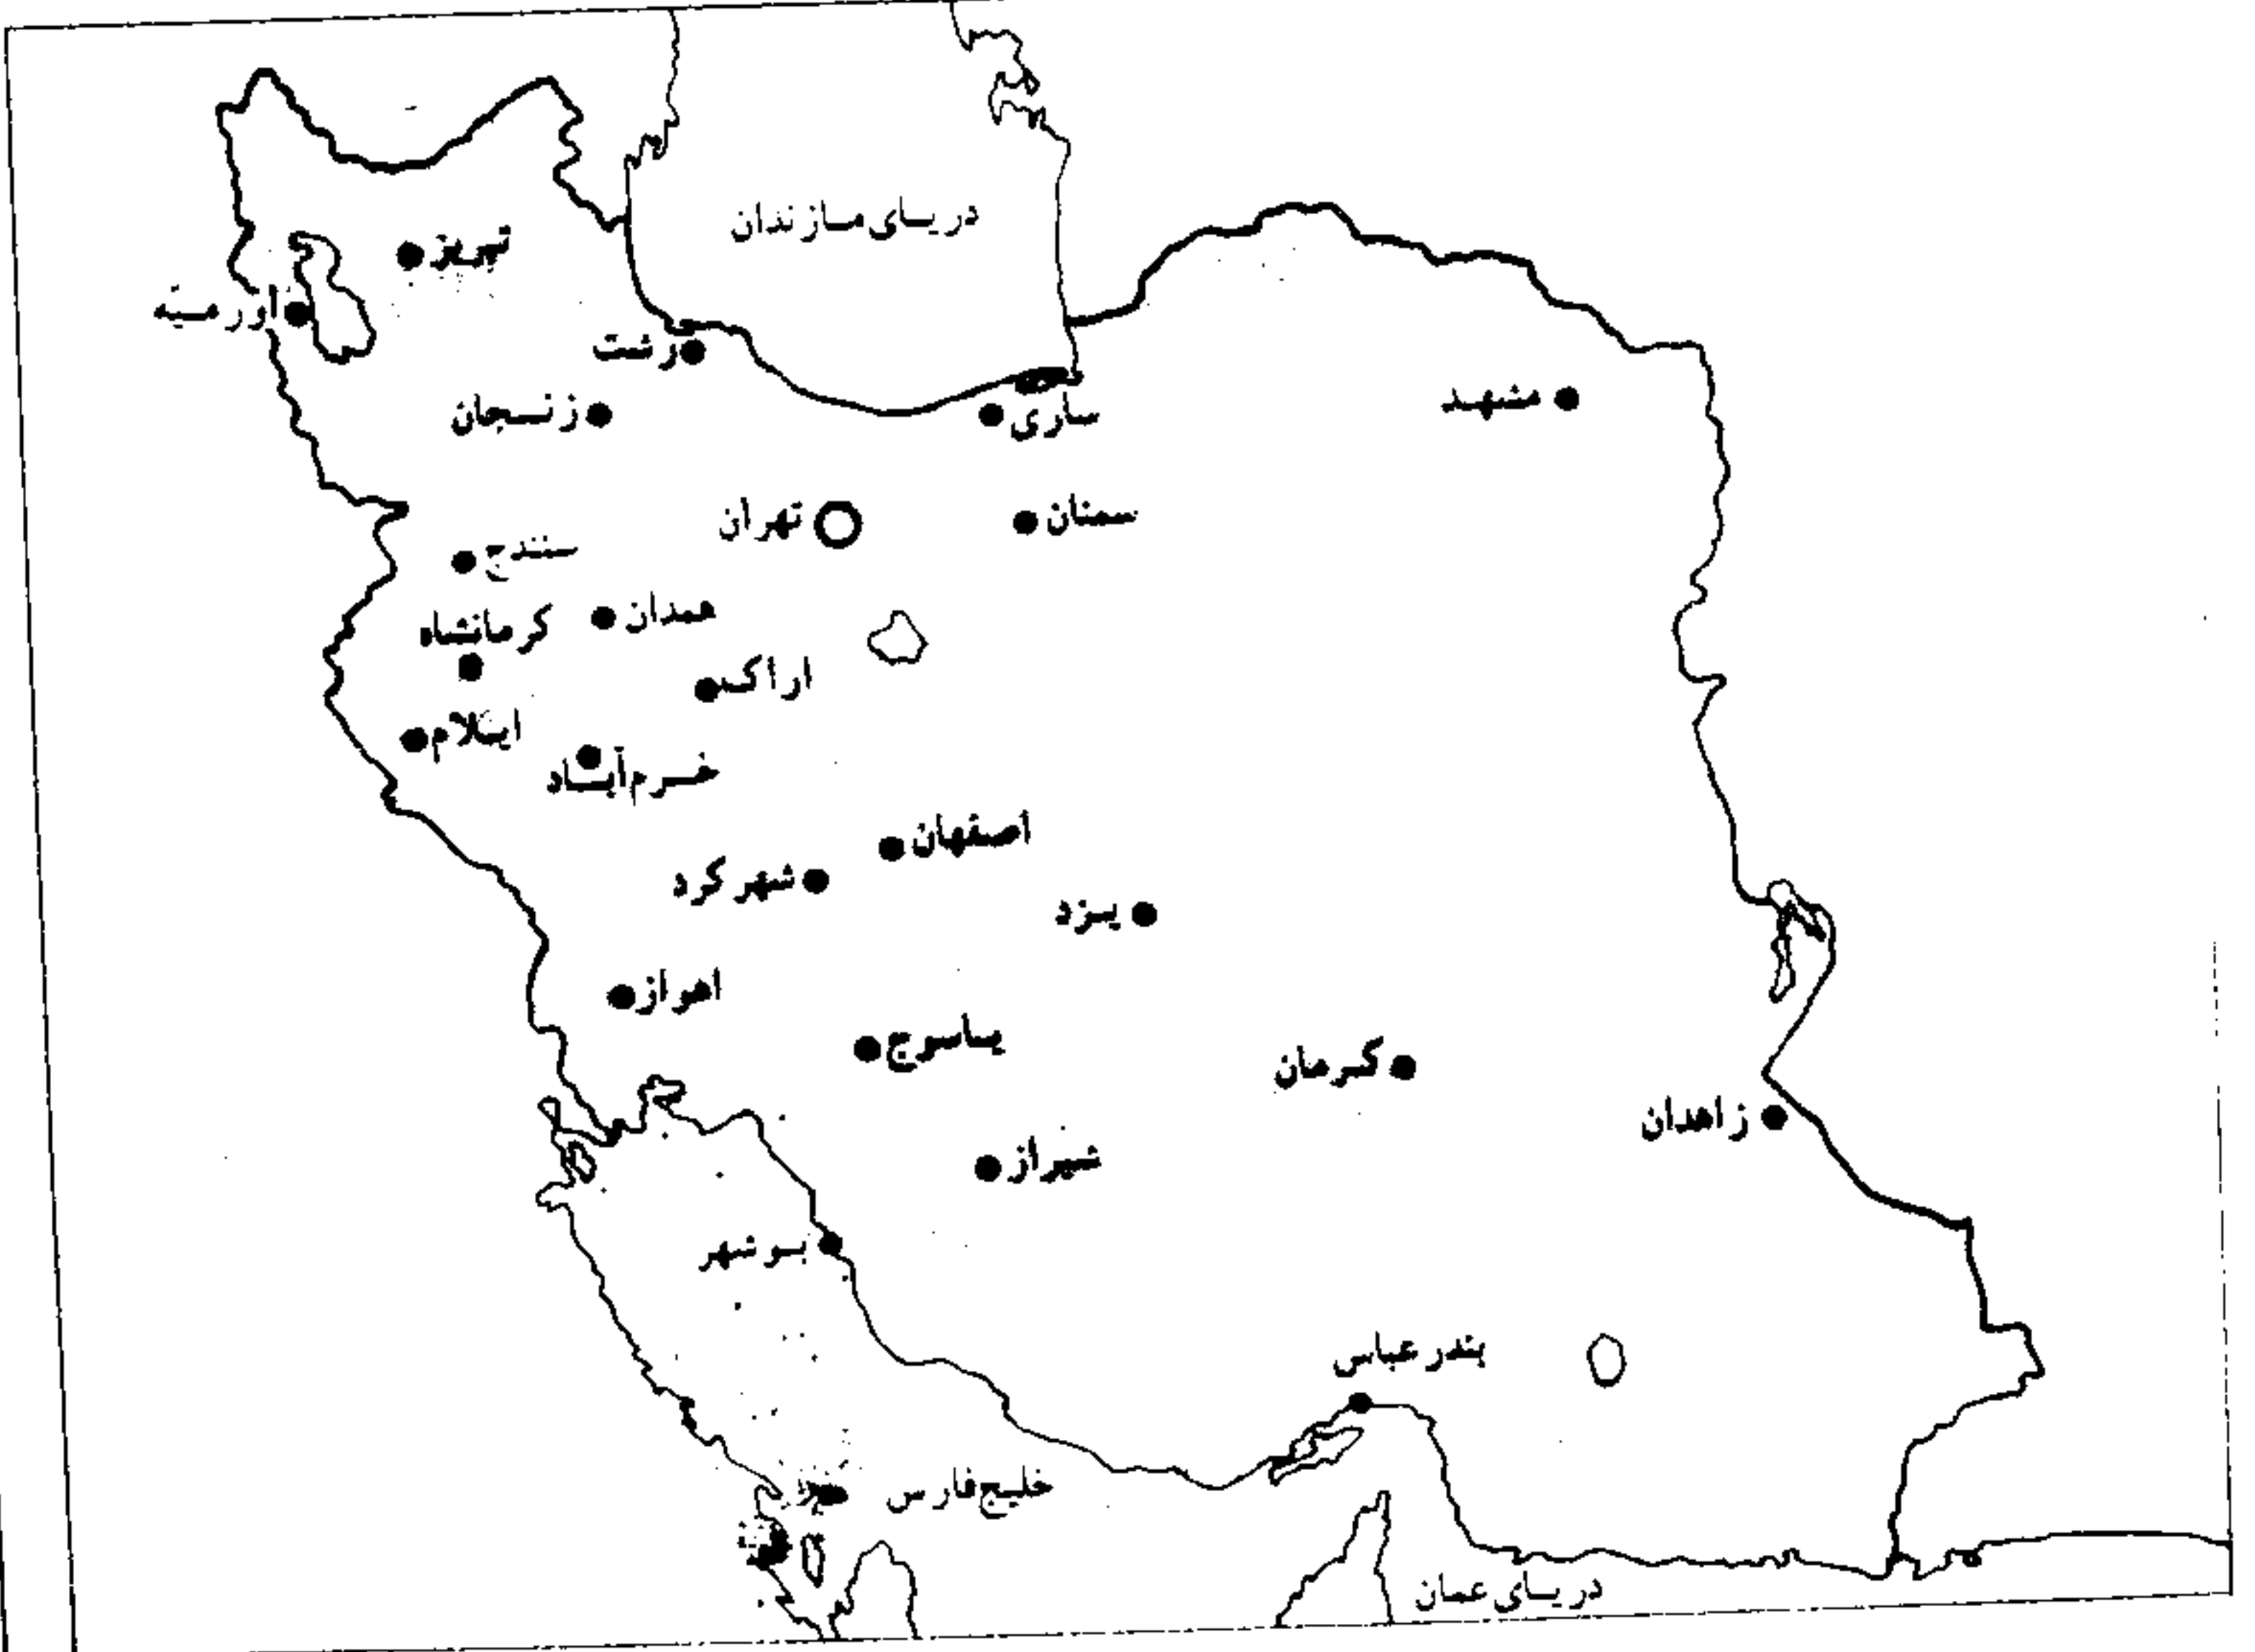 دریای مازندان
تبریز
اورمیته
رشت
زنجان
ساری
مشهد
تهران
سمنان
سنندج
همدان
کرمانشاه
اراک
ایلام
خرم‌آباد
اصفهان
شهرکرد
یزد
اهواز
یاسوج
کرمان
زاهدان
شیراز
بوشهر
بندرعباس
خلیج فارس
دریای عمان